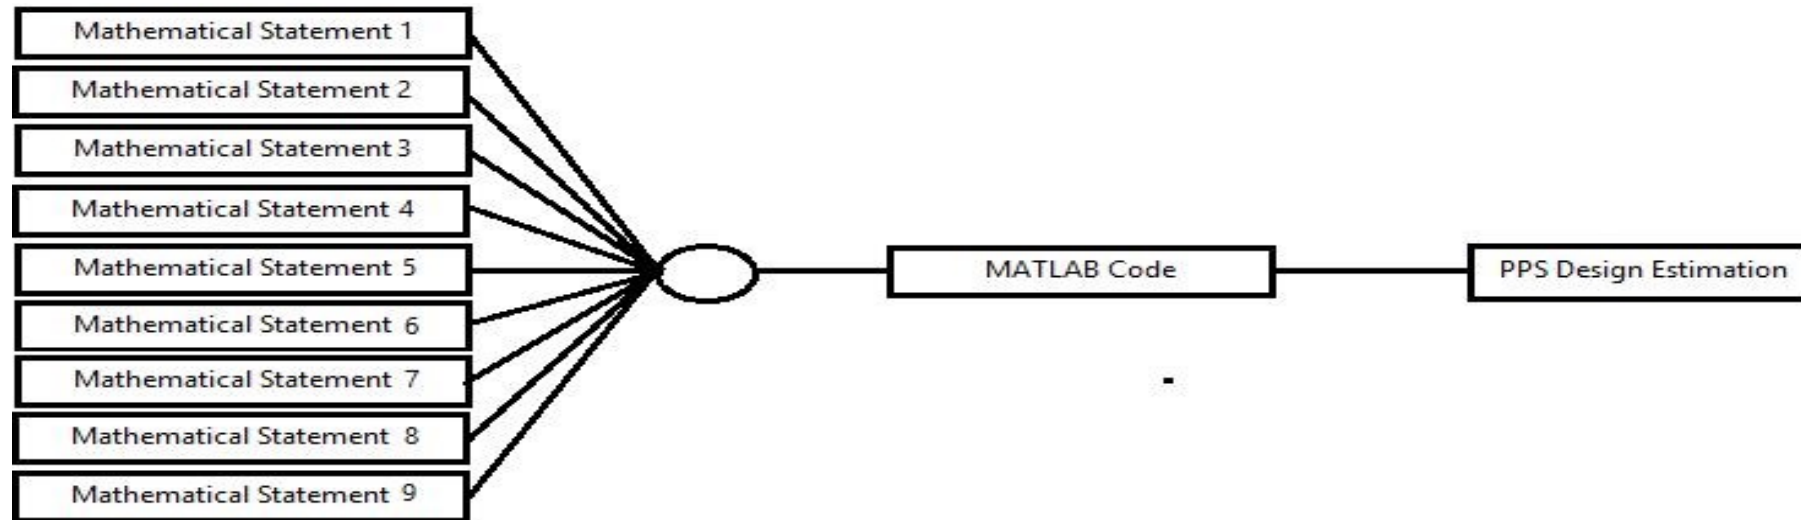 Mathematical Statement 1
Mathematical Statement 2
Mathematical Statement 3
Mathematical Statement 4
Mathematical Statement 5
Mathematical Statement 6
Mathematical Statement 7
Mathematical Statement 8
Mathematical Statement 9
MATLAB Code
PPS Design Estimation